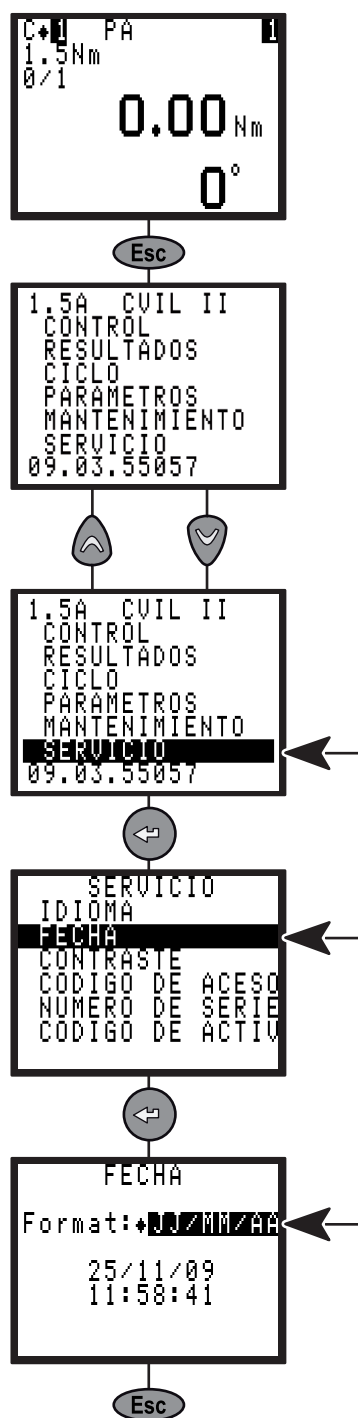 C♦1 PA 1
1.5Nm
0/1
0.00 Nm
0°
Esc
1.5A CVIL II
CONTROL
RESULTADOS
CICLO
PARAMETROS
MANTENIMIENTO
SERVICIO
09.03.55057
1.5A CVIL II
CONTROL
RESULTADOS
CICLO
PARAMETROS
MANTENIMIENTO
SERVICIO
09.03.55057
SERVICIO
IDIOMA
FECHA
CONTRASTE
CODIGO DE ACESO
NUMERO DE SERIE
CODIGO DE ACTIV
FECHA
Format:♦JJ/MM/AA
25/11/09
11:58:41
Esc